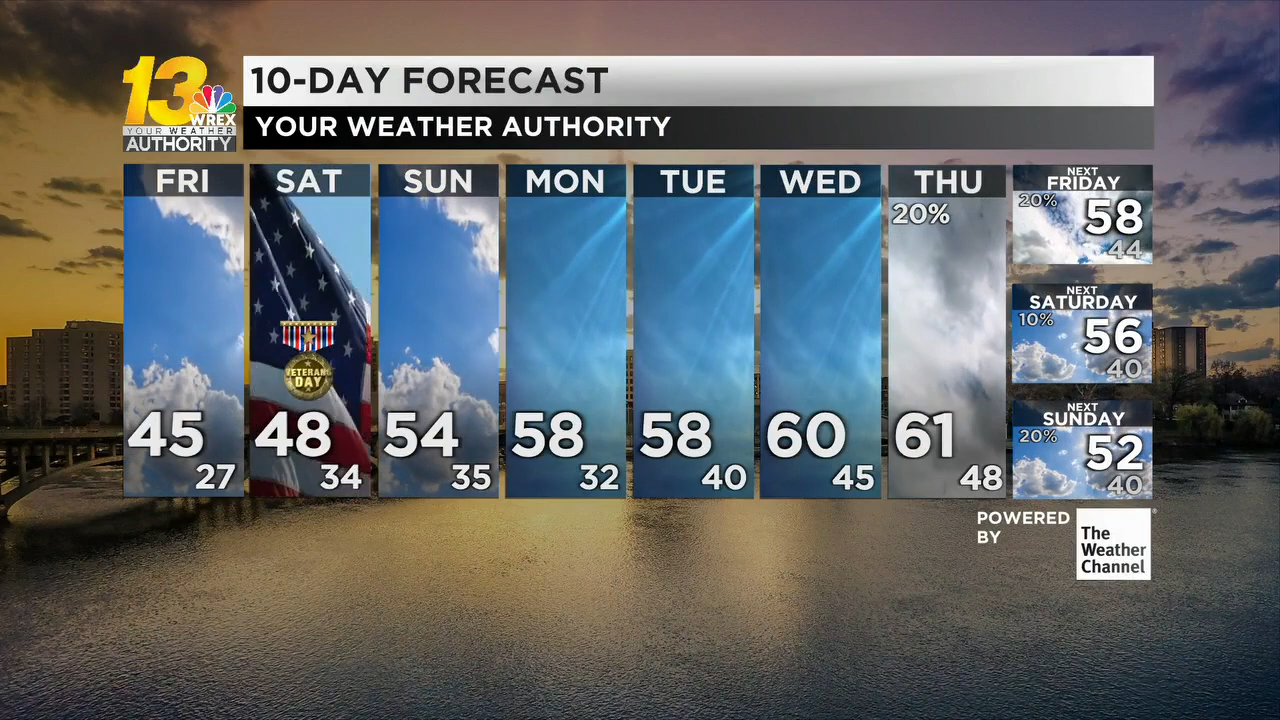 13
WREX
YOUR WEATHER
AUTHORITY
10-DAY FORECAST
YOUR WEATHER AUTHORITY
FRI
45
27
SAT
VETERANS
DAY
48
34
SUN
54
35
MON
58
32
TUE
58
40
WED
60
45
THU
20%
61
48
NEXT
FRIDAY
20%
58
44
NEXT
SATURDAY
10%
56
40
NEXT
SUNDAY
20%
52
40
POWERED
BY
The
Weather
Channel
®